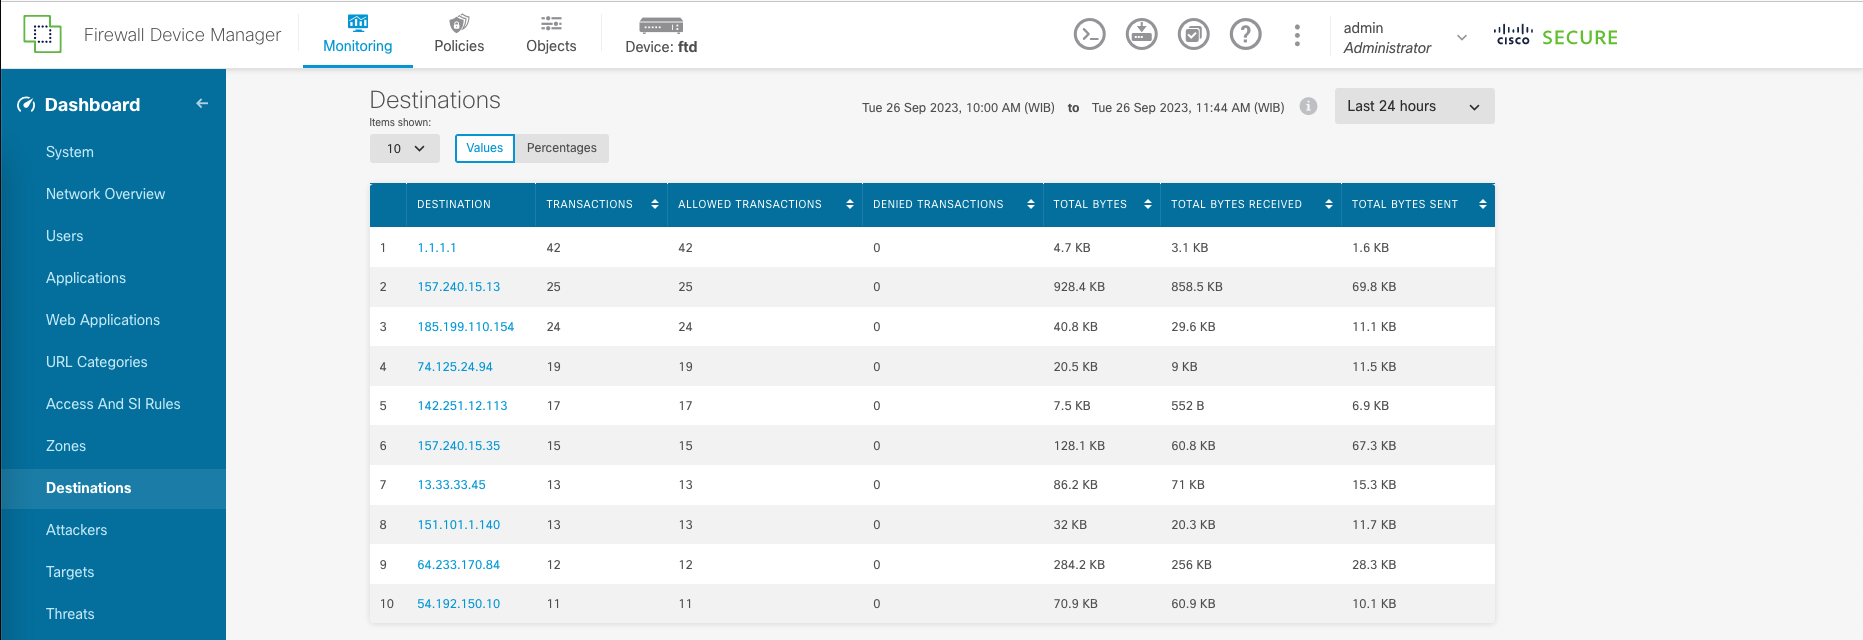 Firewall Device Manager
Monitoring
Policies
Objects
Device: ftd
admin
Administrator
cisco SECURE
Dashboard
System
Network Overview
Users
Applications
Web Applications
URL Categories
Access And SI Rules
Zones
Destinations
Attackers
Targets
Threats
Destinations
Tue 26 Sep 2023, 10:00 AM (WIB) to Tue 26 Sep 2023, 11:44 AM (WIB)
Last 24 hours
Items shown:
10
Values Percentages
DESTINATION TRANSACTIONS ALLOWED TRANSACTIONS DENIED TRANSACTIONS TOTAL BYTES TOTAL BYTES RECEIVED TOTAL BYTES SENT
1 1.1.1.1 42 42 0 4.7 KB 3.1 KB 1.6 KB
2 157.240.15.13 25 25 0 928.4 KB 858.5 KB 69.8 KB
3 185.199.110.154 24 24 0 40.8 KB 29.6 KB 11.1 KB
4 74.125.24.94 19 19 0 20.5 KB 9 KB 11.5 KB
5 142.251.12.113 17 17 0 7.5 KB 552 B 6.9 KB
6 157.240.15.35 15 15 0 128.1 KB 60.8 KB 67.3 KB
7 13.33.33.45 13 13 0 86.2 KB 71 KB 15.3 KB
8 151.101.1.140 13 13 0 32 KB 20.3 KB 11.7 KB
9 64.233.170.84 12 12 0 284.2 KB 256 KB 28.3 KB
10 54.192.150.10 11 11 0 70.9 KB 60.9 KB 10.1 KB